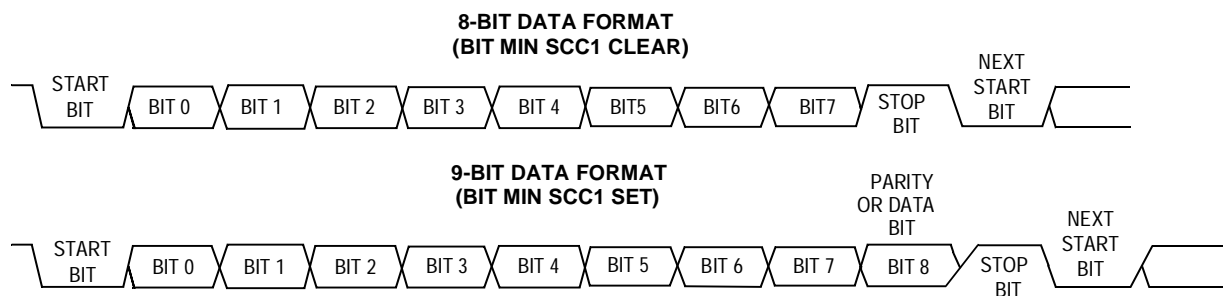 8-BIT DATA FORMAT
(BIT MIN SCC1 CLEAR)
START
BIT
BIT 0
BIT 1
BIT 2
BIT 3
BIT 4
BIT5
BIT6
BIT7
STOP
BIT
NEXT
START
BIT
9-BIT DATA FORMAT
(BIT MIN SCC1 SET)
START
BIT
BIT 0
BIT 1
BIT 2
BIT 3
BIT 4
BIT 5
BIT 6
BIT 7
PARITY
OR DATA
BIT
BIT 8
STOP
BIT
NEXT
START
BIT